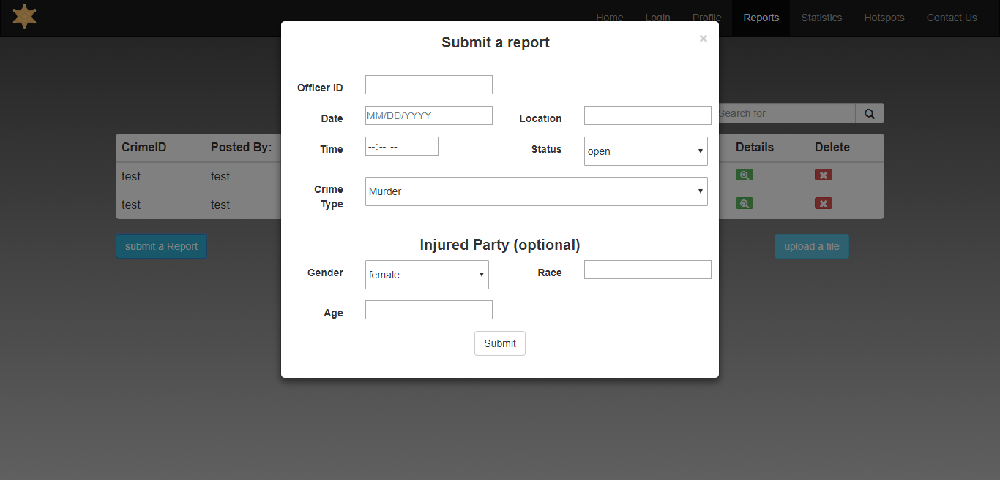 Home Login Profile Reports Statistics Hotspots Contact Us
Submit a report ×
Officer ID
Date MM/DD/YYYY Location
Time --:-- -- Status open
Crime Type Murder
Injured Party (optional)
Gender female Race
Age
Submit
Search for
CrimeID Posted By: Details Delete
test test
test test
submit a Report upload a file